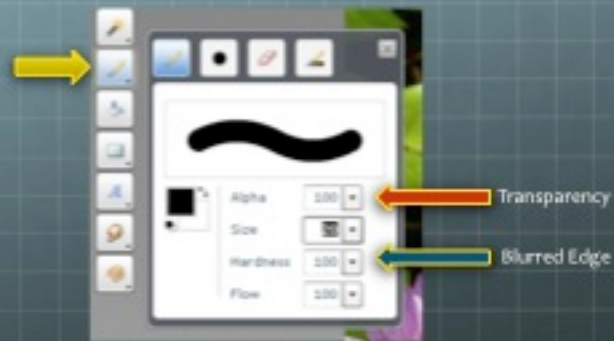 Alpha 100
Transparency
Size
Hardness 100
Blurred Edge
Flow 100